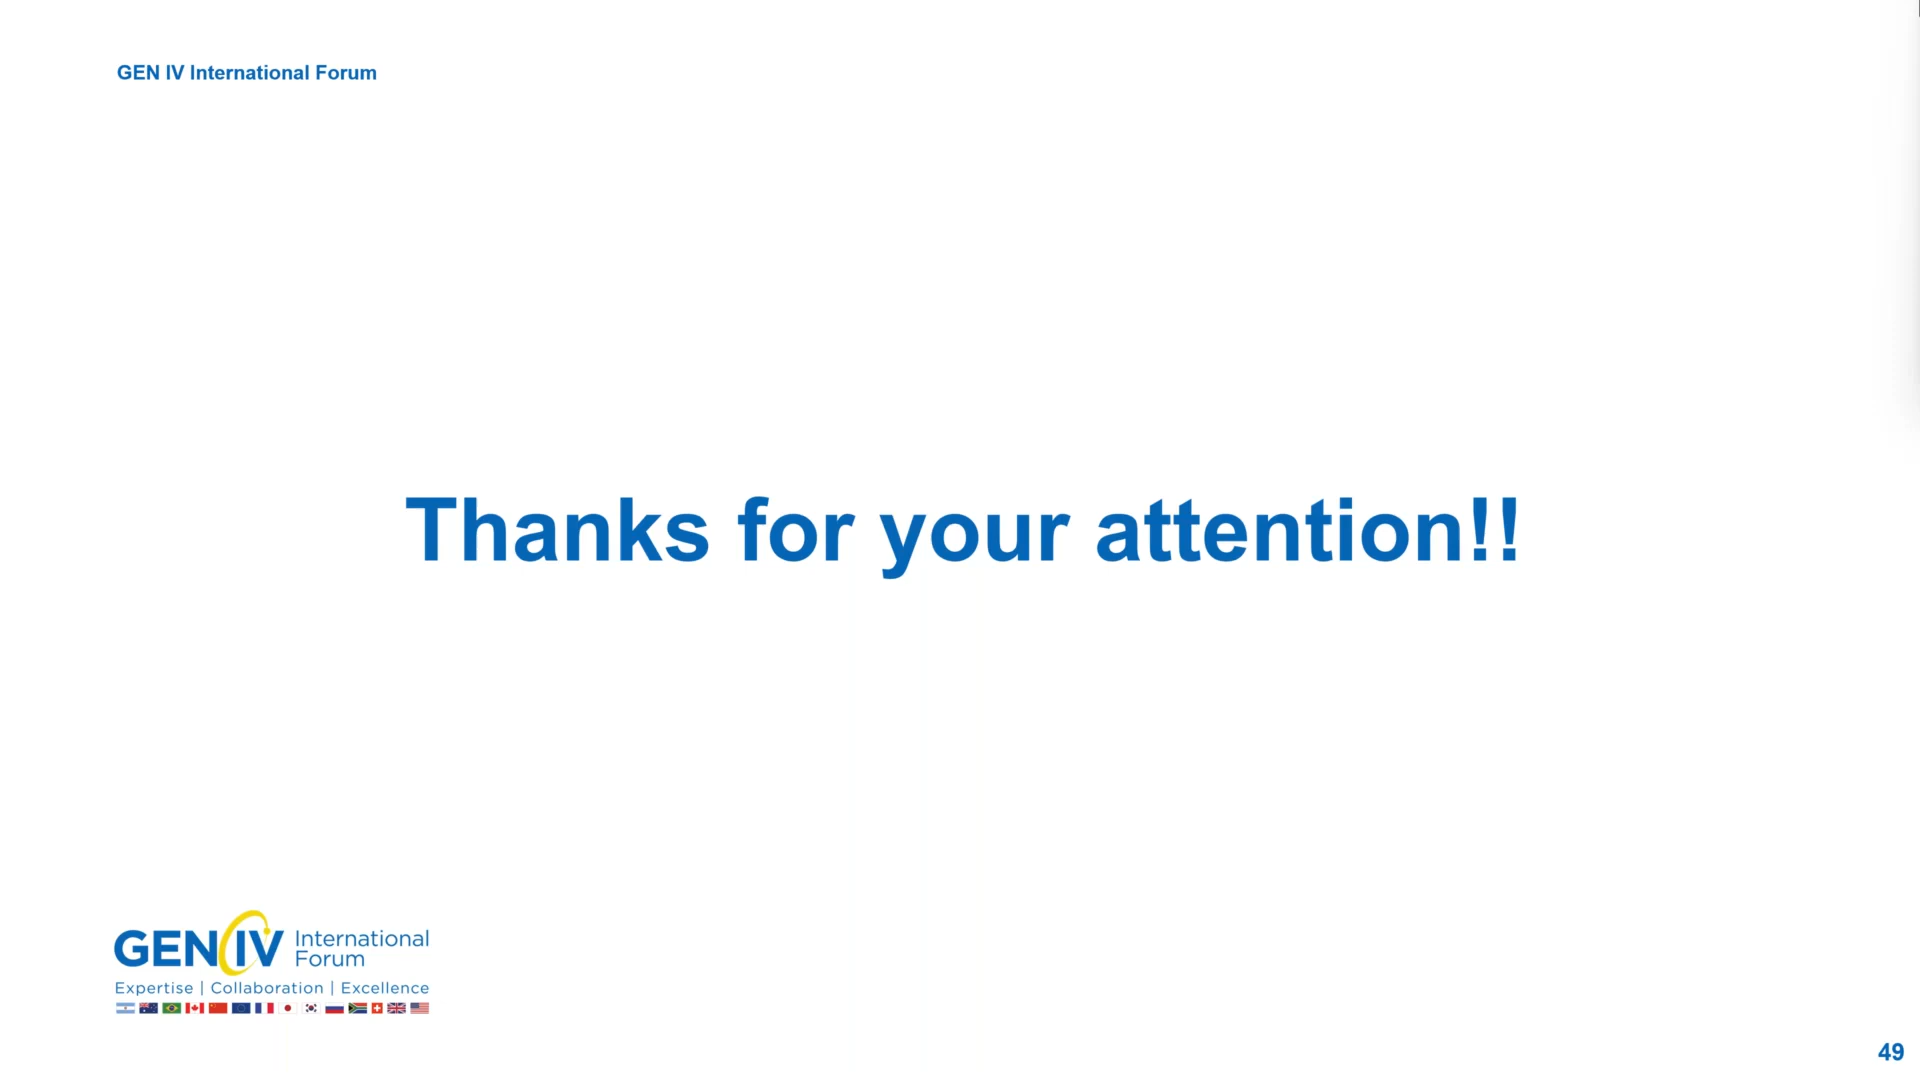 GEN IV International Forum
Thanks for your attention!!
GEN IV International
Forum
Expertise | Collaboration | Excellence
49